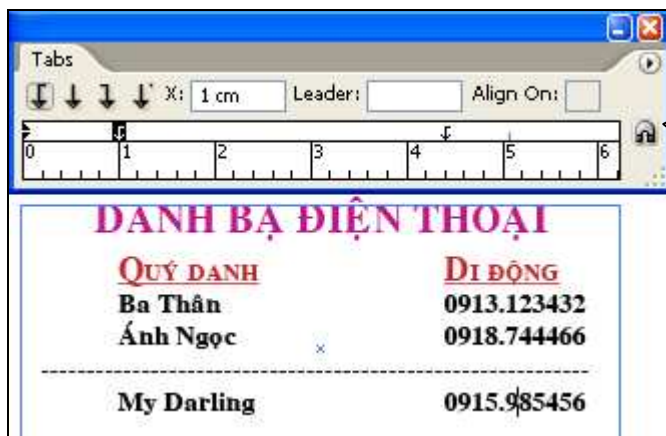 Tabs
X: 1 cm Leader: Align On:
0 1 2 3 4 5 6
DANH BẠ ĐIỆN THOẠI
QUÝ DANH DI ĐỘNG
Ba Thân 0913.123432
Ánh Ngọc 0918.744466
My Darling 0915.985456